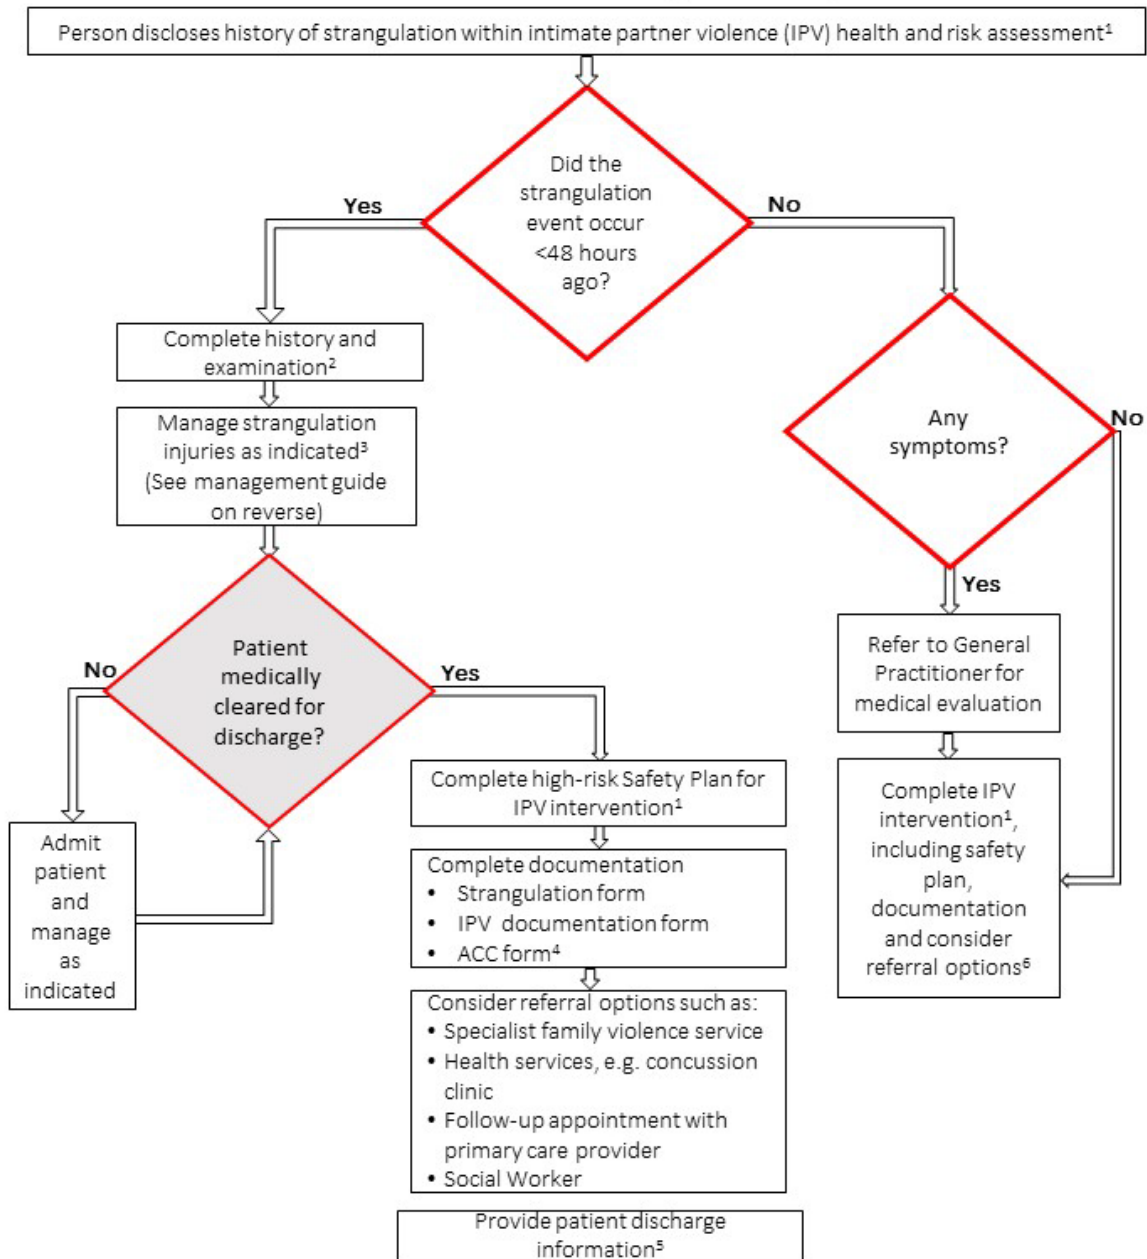 Person discloses history of strangulation within intimate partner violence (IPV) health and risk assessment¹
Did the
strangulation
event occur
<48 hours
ago?
Yes
No
Complete history and
examination²
Manage strangulation
injuries as indicated³
(See management guide
on reverse)
Any
symptoms?
No
Yes
Patient
medically
cleared for
discharge?
No
Yes
Refer to General
Practitioner for
medical evaluation
Admit
patient
and
manage
as
indicated
Complete high-risk Safety Plan for
IPV intervention¹
Complete documentation
• Strangulation form
• IPV documentation form
• ACC form⁴
Complete IPV
intervention¹,
including safety
plan,
documentation
and consider
referral options⁶
Consider referral options such as:
• Specialist family violence service
• Health services, e.g. concussion
clinic
• Follow-up appointment with
primary care provider
• Social Worker
Provide patient discharge
information⁵